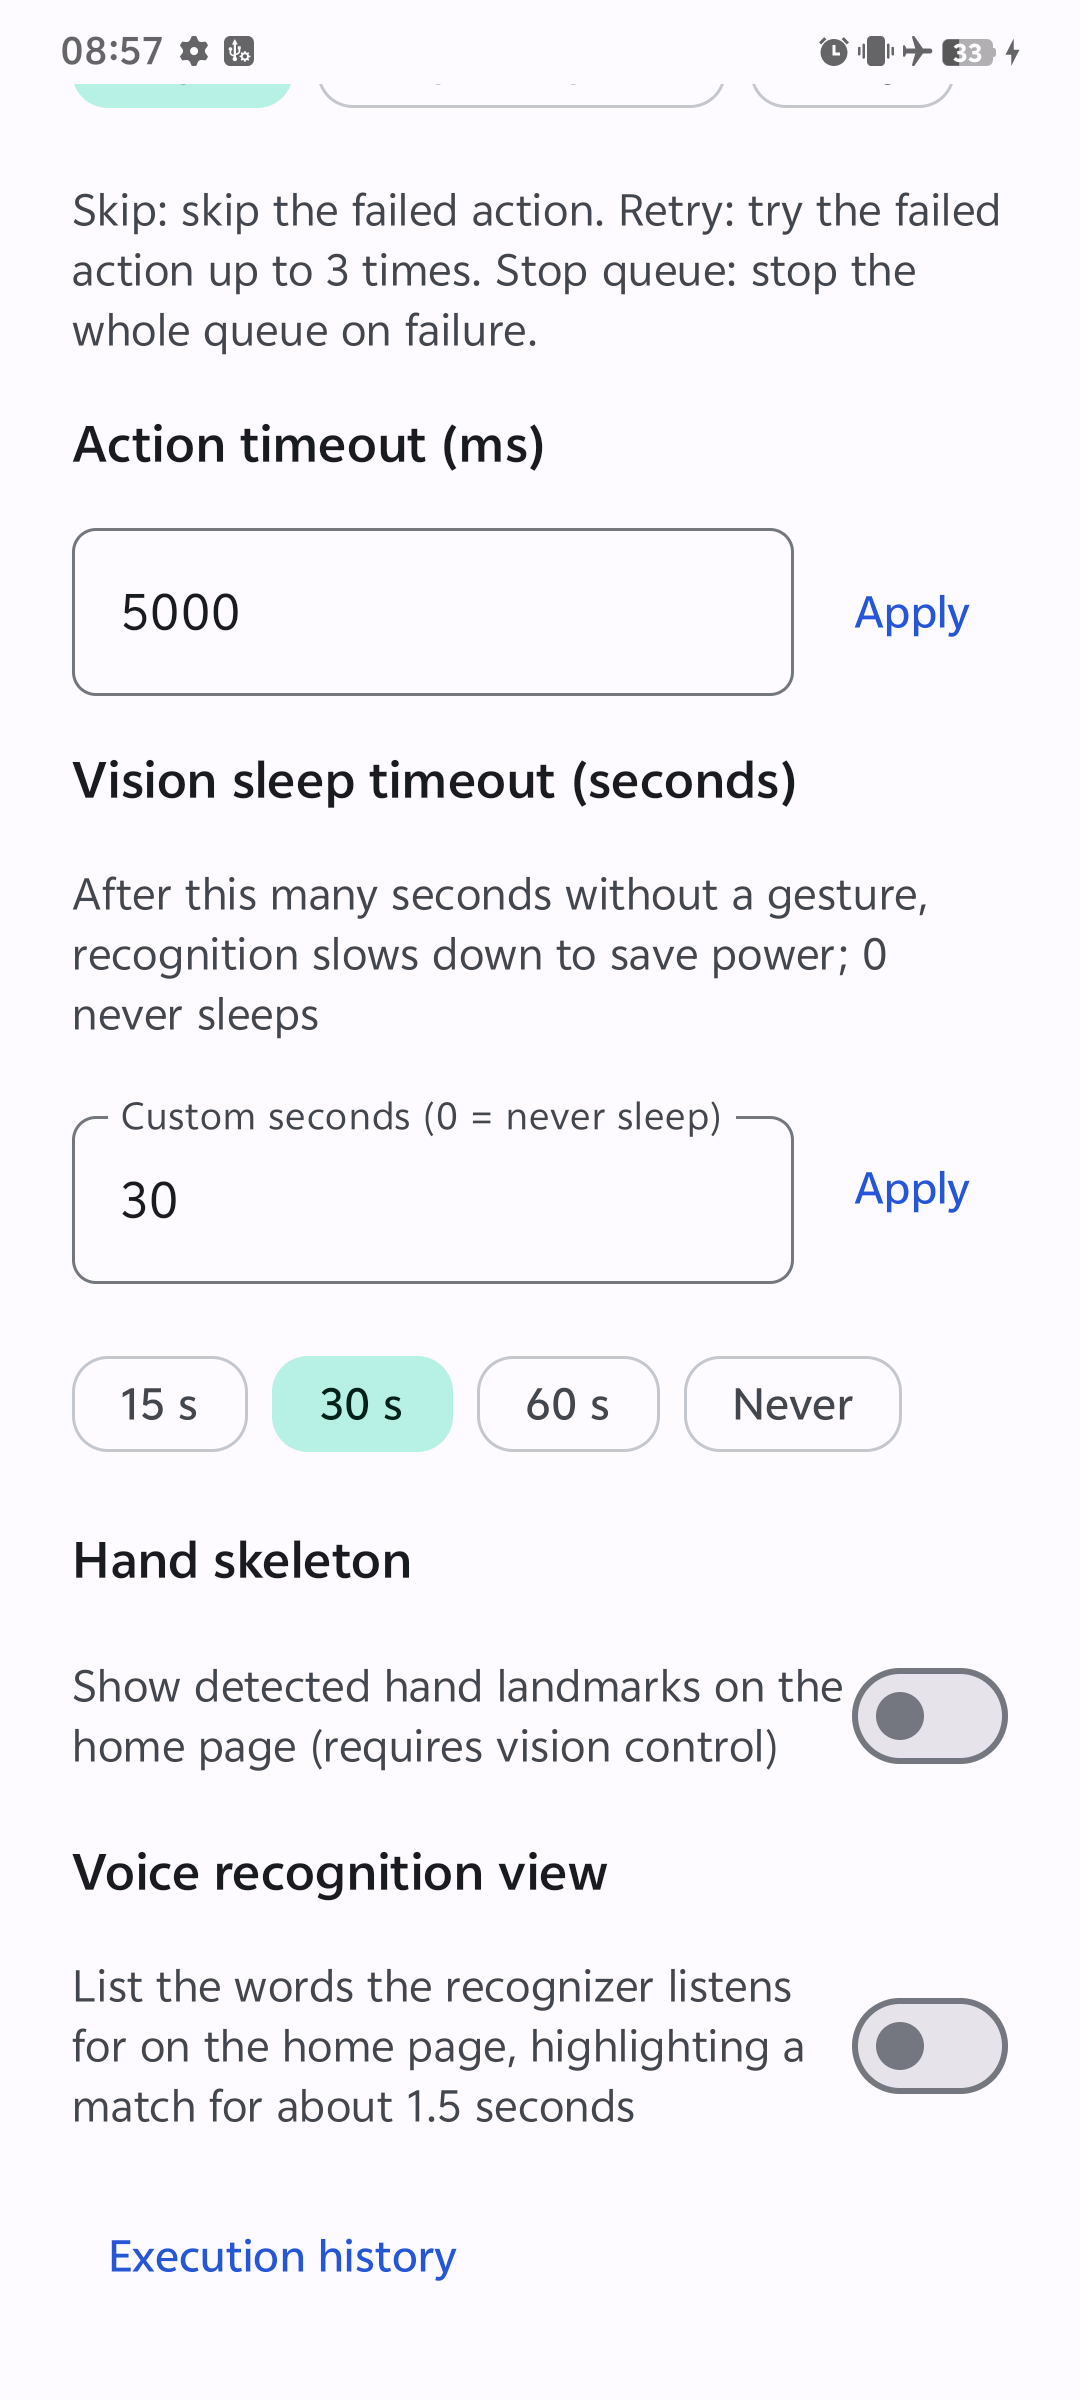 08:57
33
Skip: skip the failed action. Retry: try the failed
action up to 3 times. Stop queue: stop the
whole queue on failure.
Action timeout (ms)
5000
Apply
Vision sleep timeout (seconds)
After this many seconds without a gesture,
recognition slows down to save power; 0
never sleeps
Custom seconds (0 = never sleep)
30
Apply
15 s
30 s
60 s
Never
Hand skeleton
Show detected hand landmarks on the
home page (requires vision control)
Voice recognition view
List the words the recognizer listens
for on the home page, highlighting a
match for about 1.5 seconds
Execution history